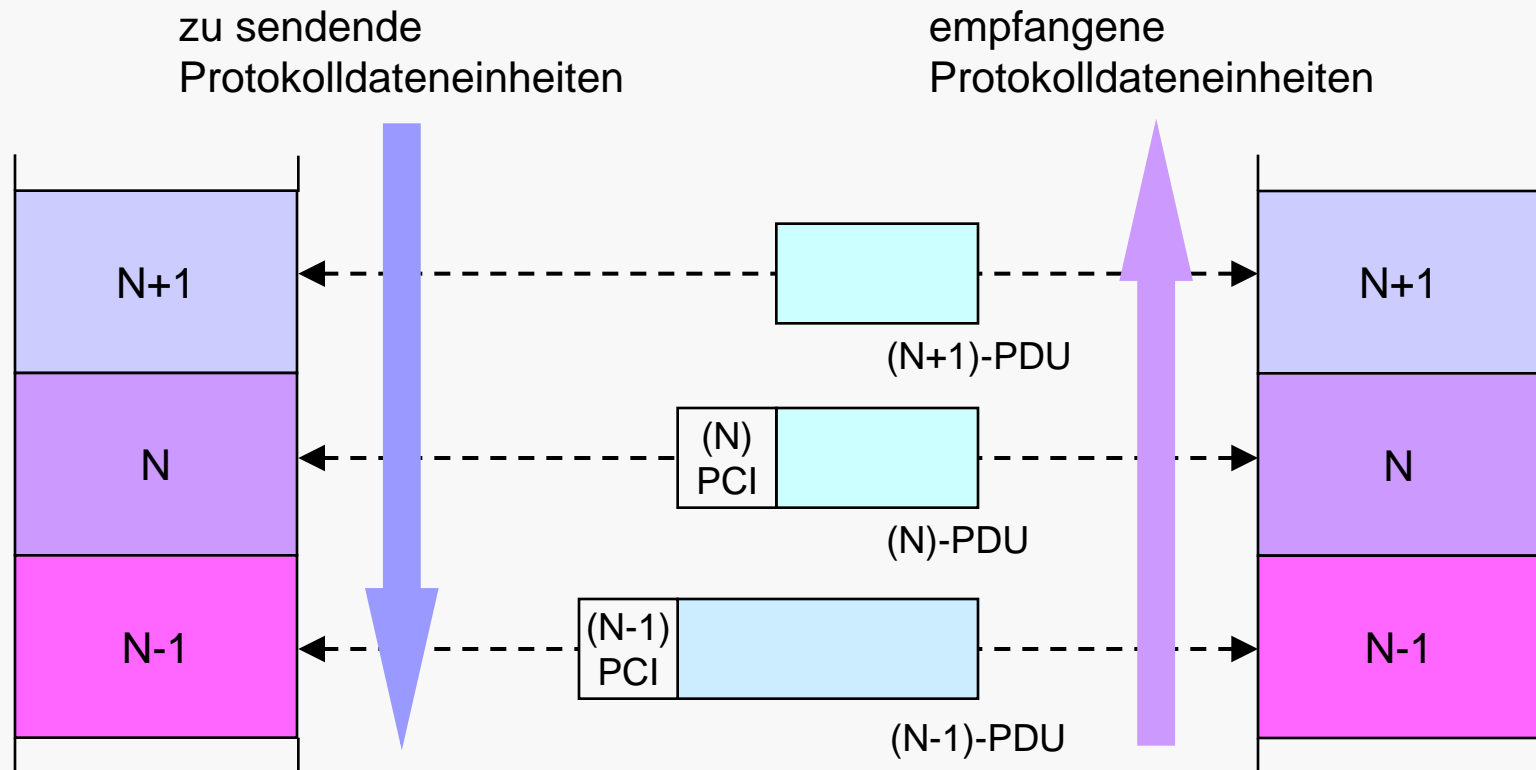 zu sendende
Protokolldateneinheiten
empfangene
Protokolldateneinheiten
N+1
N+1
(N+1)-PDU
N
(N)
PCI
N
(N)-PDU
N-1
(N-1)
PCI
N-1
(N-1)-PDU